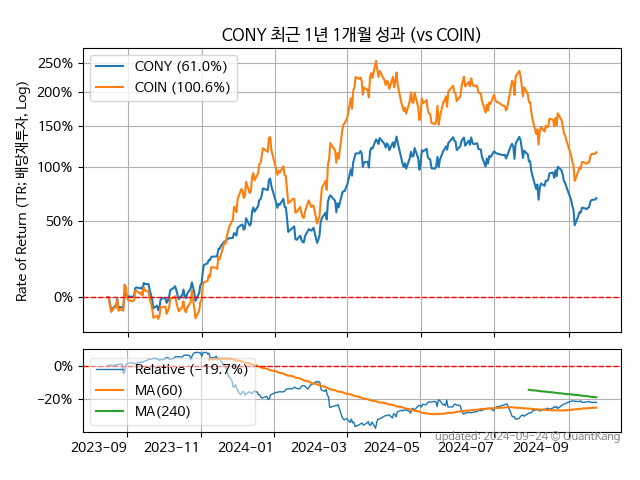 CONY 최근 1년 1개월 성과 (vs COIN)
Rate of Return (TR: 배당재투자, Log)
250%
200%
150%
100%
50%
0%
CONY (61.0%)
COIN (100.6%)
0%
−20%
Relative (−19.7%)
MA(60)
MA(240)
updated: 2024-09-24 © QuantKang
2023−09
2023−11
2024−01
2024−03
2024−05
2024−07
2024−09